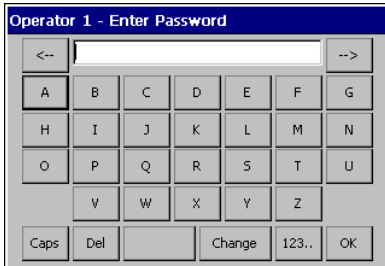 Operator 1 - Enter Password
<-- -->
A B C D E F G
H I J K L M N
O P Q R S T U
V W X Y Z
Caps Del Change 123.. OK